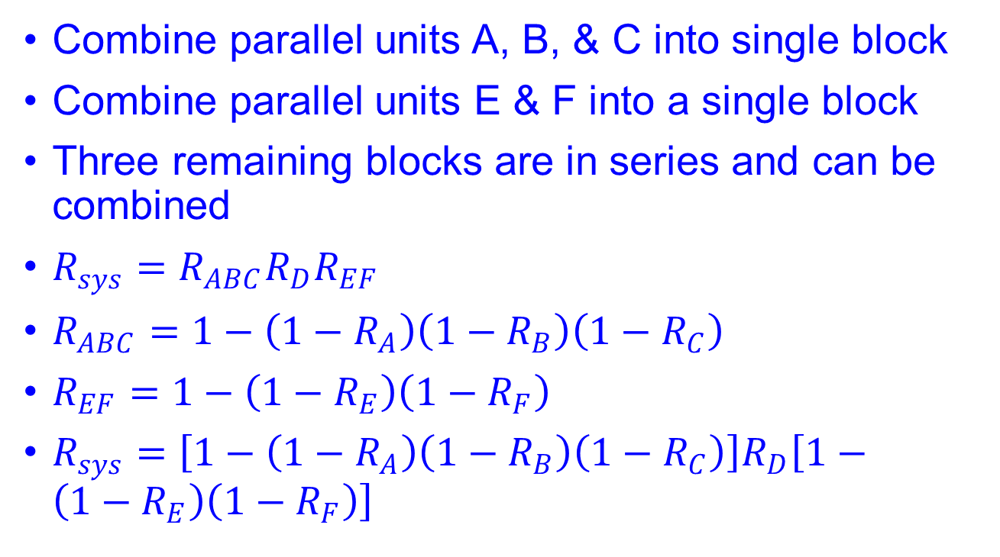 • Combine parallel units A, B, & C into single block
• Combine parallel units E & F into a single block
• Three remaining blocks are in series and can be
combined
• R_{sys} = R_{ABC}R_DR_{EF}
• R_{ABC} = 1 − (1 − R_A)(1 − R_B)(1 − R_C)
• R_{EF} = 1 − (1 − R_E)(1 − R_F)
• R_{sys} = [1 − (1 − R_A)(1 − R_B)(1 − R_C)]R_D[1 −
(1 − R_E)(1 − R_F)]